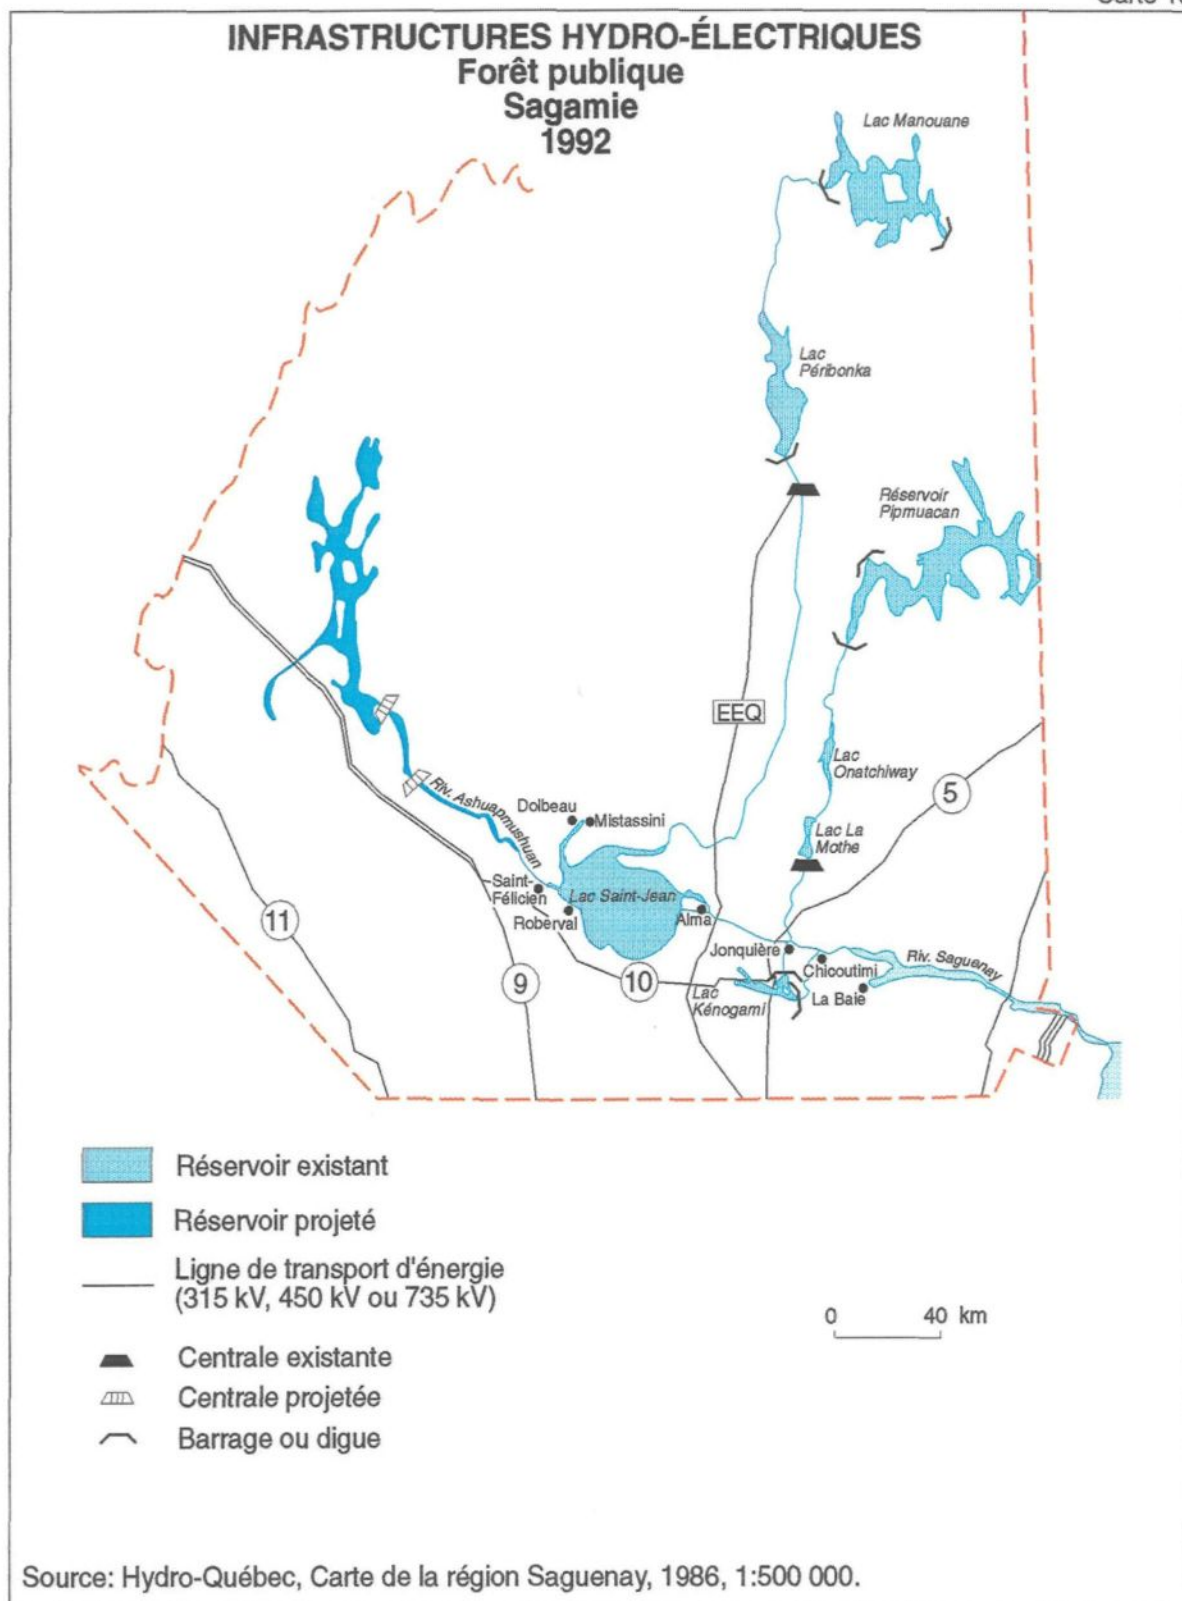 INFRASTRUCTURES HYDRO-ÉLECTRIQUES
Forêt publique
Sagamie
1992
Lac Manouane
Lac
Péribonka
Réservoir
Pipmuacan
EEQ
Lac
Onatchiway
5
Riv. Ashuapmushuan
Dolbeau
Mistassini
Lac La
Mothe
Saint-
Félicien
Lac Saint-Jean
Roberval
Alma
11
9
10
Jonquière
Chicoutimi
Riv. Saguenay
Lac
Kénogami
La Baie
Réservoir existant
Réservoir projeté
Ligne de transport d'énergie
(315 kV, 450 kV ou 735 kV)
0 40 km
Centrale existante
Centrale projetée
Barrage ou digue
Source: Hydro-Québec, Carte de la région Saguenay, 1986, 1:500 000.